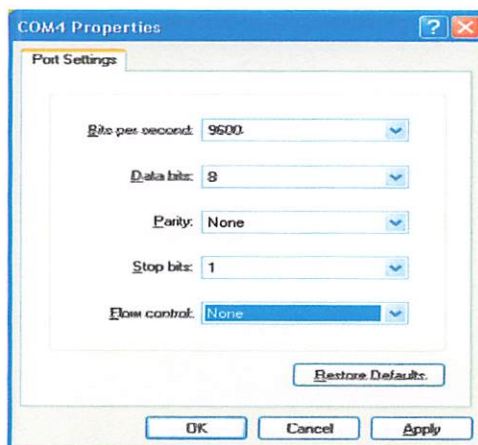 COM4 Properties
Port Settings
Bits per second: 9600
Data bits: 8
Parity: None
Stop bits: 1
Flow control: None
Restore Defaults
OK Cancel Apply